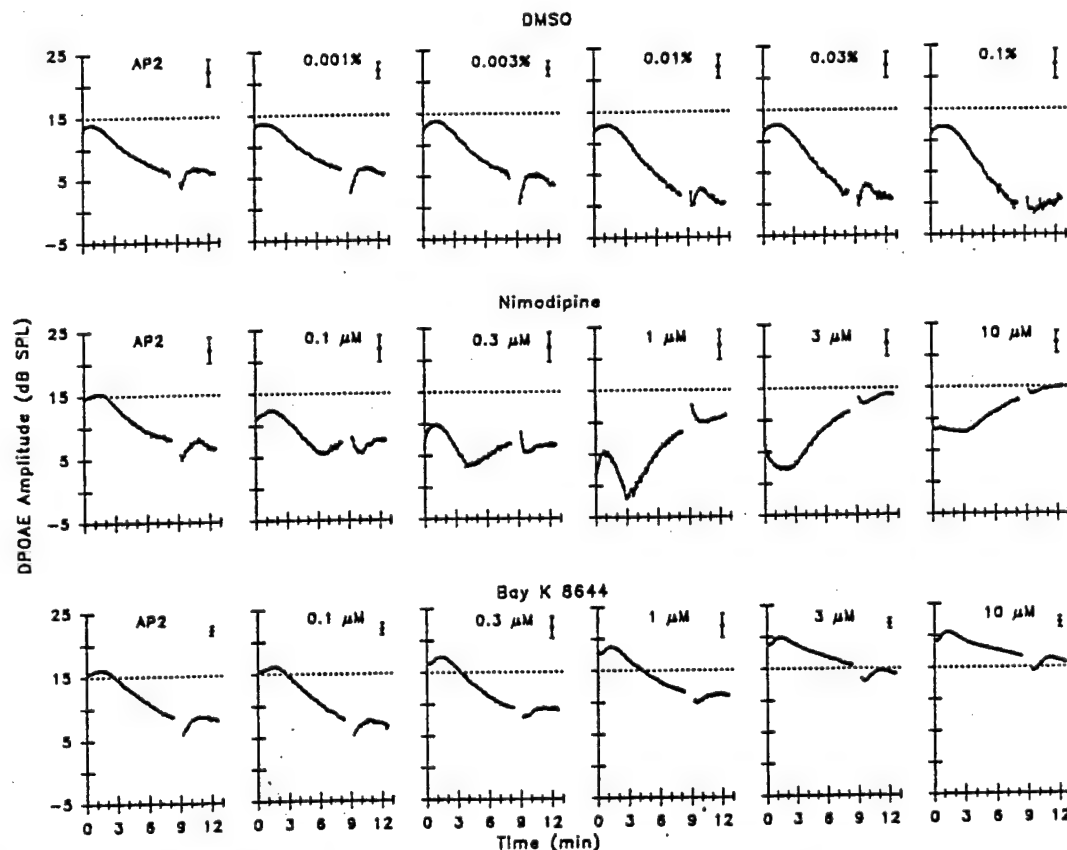 DMSO
AP2 0.001% 0.003% 0.01% 0.03% 0.1%
25
15
5
-5
Nimodipine
AP2 0.1 μM 0.3 μM 1 μM 3 μM 10 μM
25
15
5
-5
DPOAE Amplitude (dB SPL)
Bay K 8644
AP2 0.1 μM 0.3 μM 1 μM 3 μM 10 μM
25
15
5
-5
0 3 6 9 12 0 3 6 9 12 0 3 6 9 12 0 3 6 9 12 0 3 6 9 12 0 3 6 9 12
Time (min)